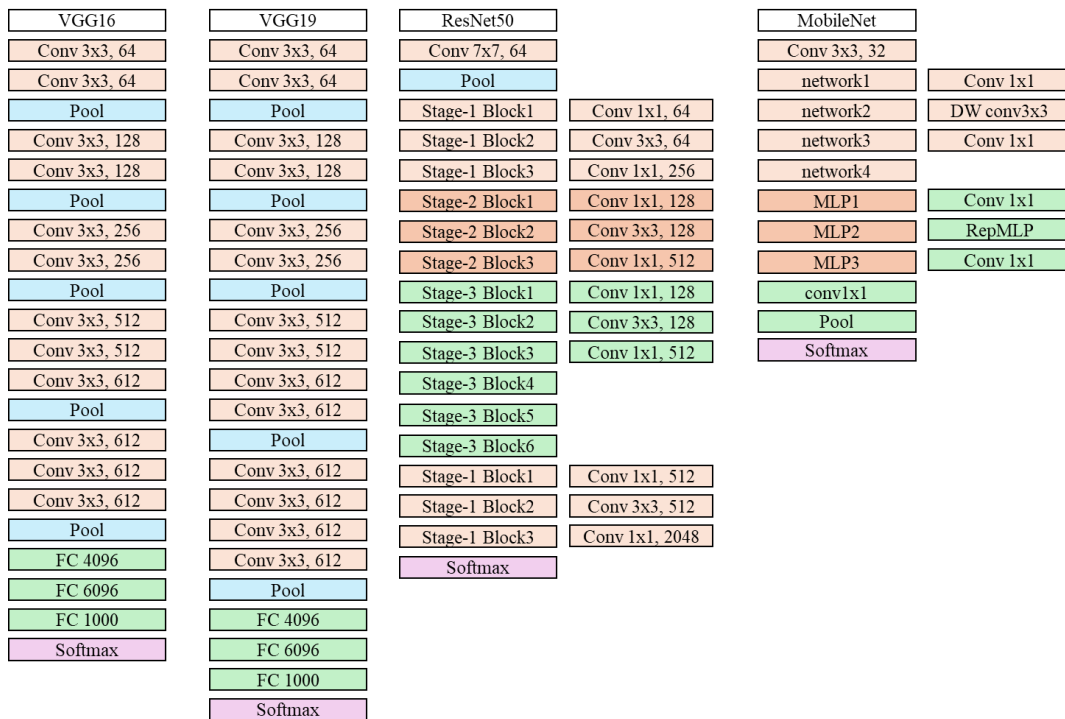 VGG16
Conv 3x3, 64
Conv 3x3, 64
Pool
Conv 3x3, 128
Conv 3x3, 128
Pool
Conv 3x3, 256
Conv 3x3, 256
Pool
Conv 3x3, 512
Conv 3x3, 512
Conv 3x3, 612
Pool
Conv 3x3, 612
Conv 3x3, 612
Conv 3x3, 612
Pool
FC 4096
FC 6096
FC 1000
Softmax
VGG19
Conv 3x3, 64
Conv 3x3, 64
Pool
Conv 3x3, 128
Conv 3x3, 128
Pool
Conv 3x3, 256
Conv 3x3, 256
Pool
Conv 3x3, 512
Conv 3x3, 512
Conv 3x3, 612
Conv 3x3, 612
Pool
Conv 3x3, 612
Conv 3x3, 612
Conv 3x3, 612
Conv 3x3, 612
Pool
FC 4096
FC 6096
FC 1000
Softmax
ResNet50
Conv 7x7, 64
Pool
Stage-1 Block1
Stage-1 Block2
Stage-1 Block3
Stage-2 Block1
Stage-2 Block2
Stage-2 Block3
Stage-3 Block1
Stage-3 Block2
Stage-3 Block3
Stage-3 Block4
Stage-3 Block5
Stage-3 Block6
Stage-1 Block1
Stage-1 Block2
Stage-1 Block3
Softmax
Conv 1x1, 64
Conv 3x3, 64
Conv 1x1, 256
Conv 1x1, 128
Conv 3x3, 128
Conv 1x1, 512
Conv 1x1, 128
Conv 3x3, 128
Conv 1x1, 512
Conv 1x1, 512
Conv 3x3, 512
Conv 1x1, 2048
MobileNet
Conv 3x3, 32
network1
network2
network3
network4
MLP1
MLP2
MLP3
conv1x1
Pool
Softmax
Conv 1x1
DW conv3x3
Conv 1x1
Conv 1x1
RepMLP
Conv 1x1